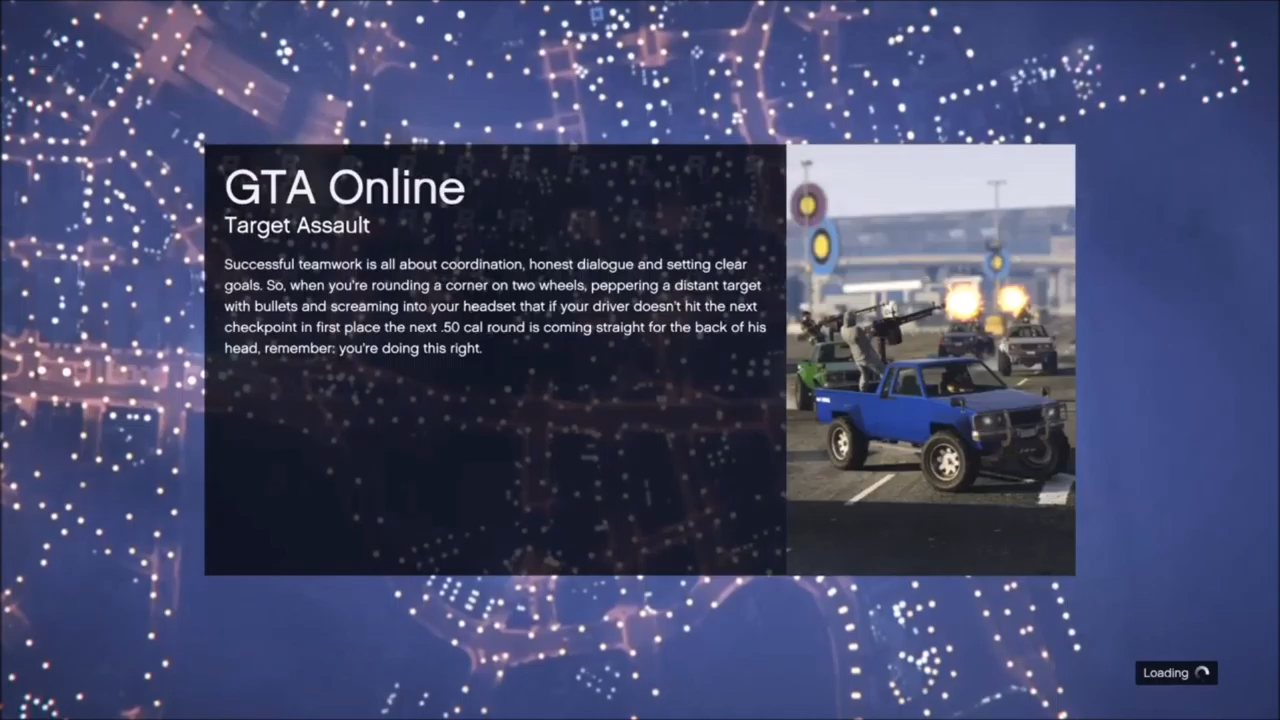 GTA Online
Target Assault
Successful teamwork is all about coordination, honest dialogue and setting clear
goals. So, when you're rounding a corner on two wheels, peppering a distant target
with bullets and screaming into your headset that if your driver doesn't hit the next
checkpoint in first place the next .50 cal round is coming straight for the back of his
head, remember: you're doing this right.
Loading